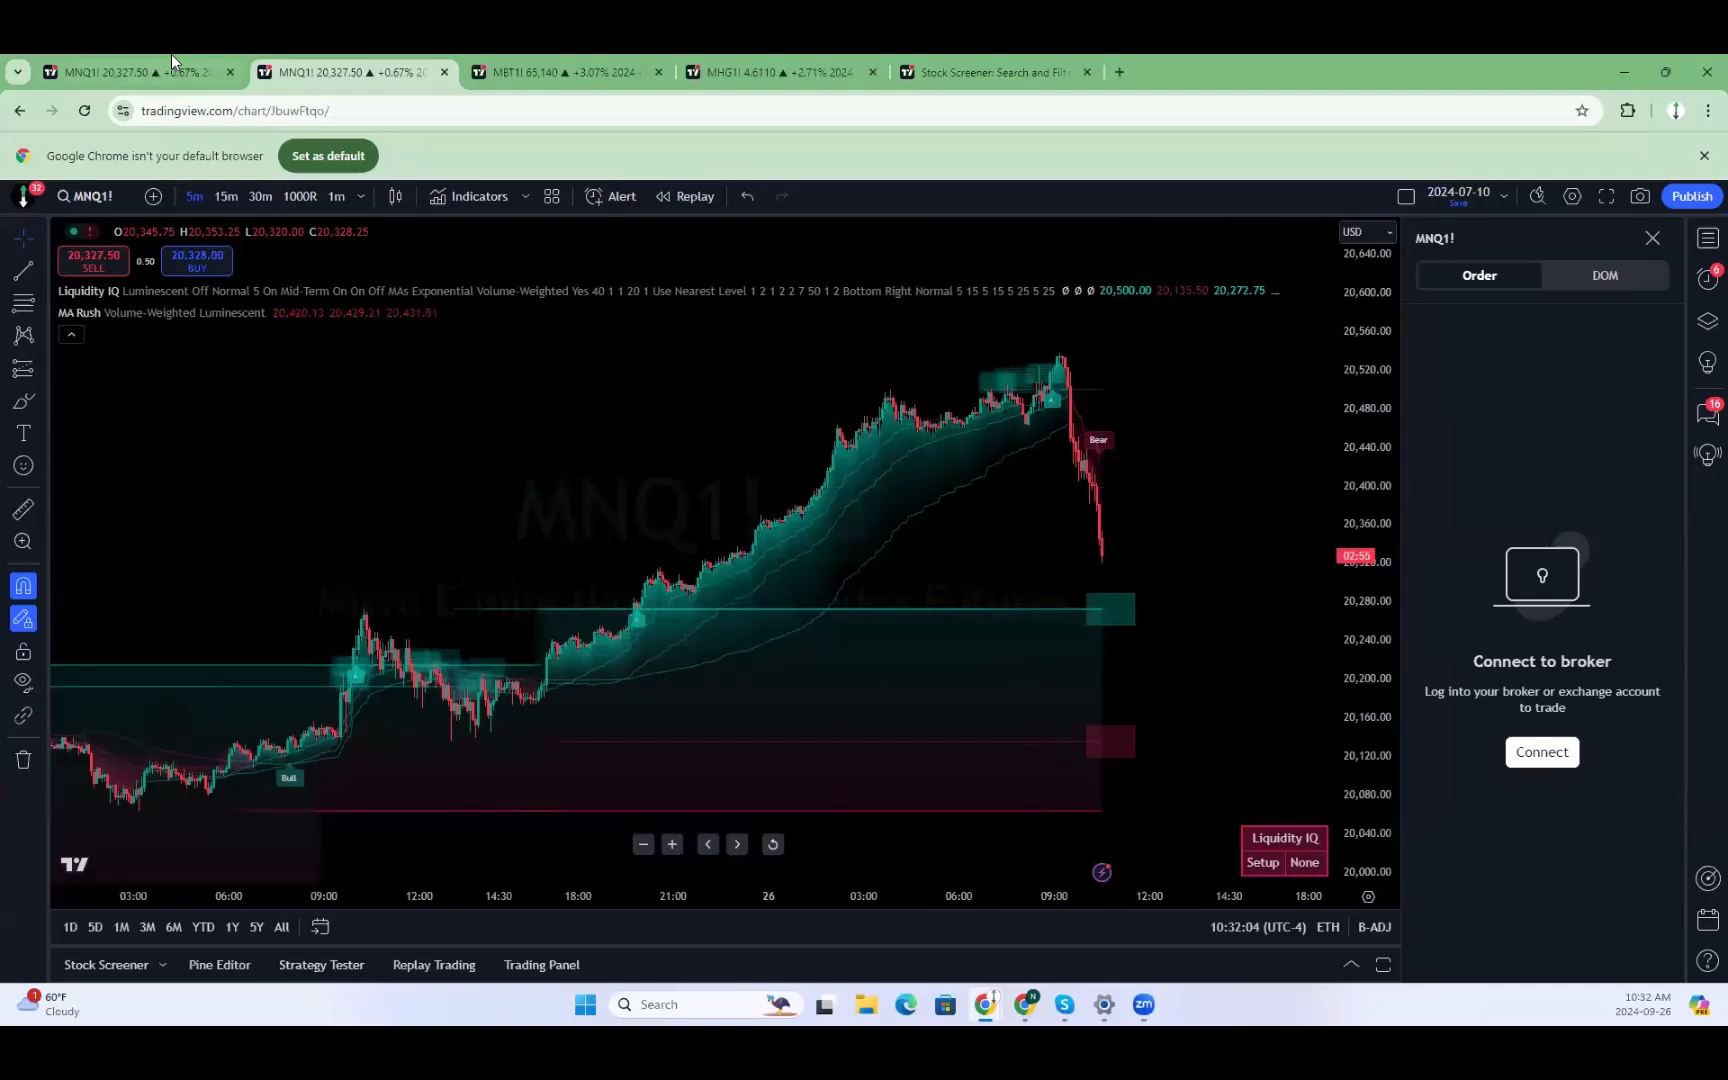 MNQ1! 20,327.50 ▲ +0.67% 20
MNQ1! 20,327.50 ▲ +0.67% 20
MBT1! 65,140 ▲ +3.07% 2024-
MHG1! 4.6110 ▲ +2.71% 2024
Stock Screener: Search and Filt
tradingview.com/chart/JbuwFtqo/
Google Chrome isn't your default browser
Set as default
32
MNQ1!
5m 15m 30m 1000R 1m
Indicators
Alert
Replay
2024-07-10
Save
Publish
O20,345.75 H20,353.25 L20,320.00 C20,328.25
20,327.50
SELL
0.50
20,328.00
BUY
Liquidity IQ Luminescent Off Normal 5 On Mid-Term On On Off MAs Exponential Volume-Weighted Yes 40 1 1 20 1 Use Nearest Level 1 2 1 2 2 7 50 1 2 Bottom Right Normal 5 15 5 15 5 25 5 25 Ø Ø Ø 20,500.00 20,135.50 20,272.75 ...
MA Rush Volume-Weighted Luminescent 20,420.13 20,429.21 20,431.61
USD
20,640.00
20,600.00
20,560.00
20,520.00
20,480.00
20,440.00
20,400.00
20,360.00
02:55
20,280.00
20,240.00
20,200.00
20,160.00
20,120.00
20,080.00
20,040.00
20,000.00
MNQ1!
Bear
Bull
Liquidity IQ
Setup None
03:00 06:00 09:00 12:00 14:30 18:00 21:00 26 03:00 06:00 09:00 12:00 14:30 18:00
1D 5D 1M 3M 6M YTD 1Y 5Y All
10:32:04 (UTC-4) ETH B-ADJ
Stock Screener
Pine Editor
Strategy Tester
Replay Trading
Trading Panel
MNQ1!
Order
DOM
Connect to broker
Log into your broker or exchange account
to trade
Connect
6
16
1
60°F
Cloudy
Search
N
zm
10:32 AM
2024-09-26
PRE